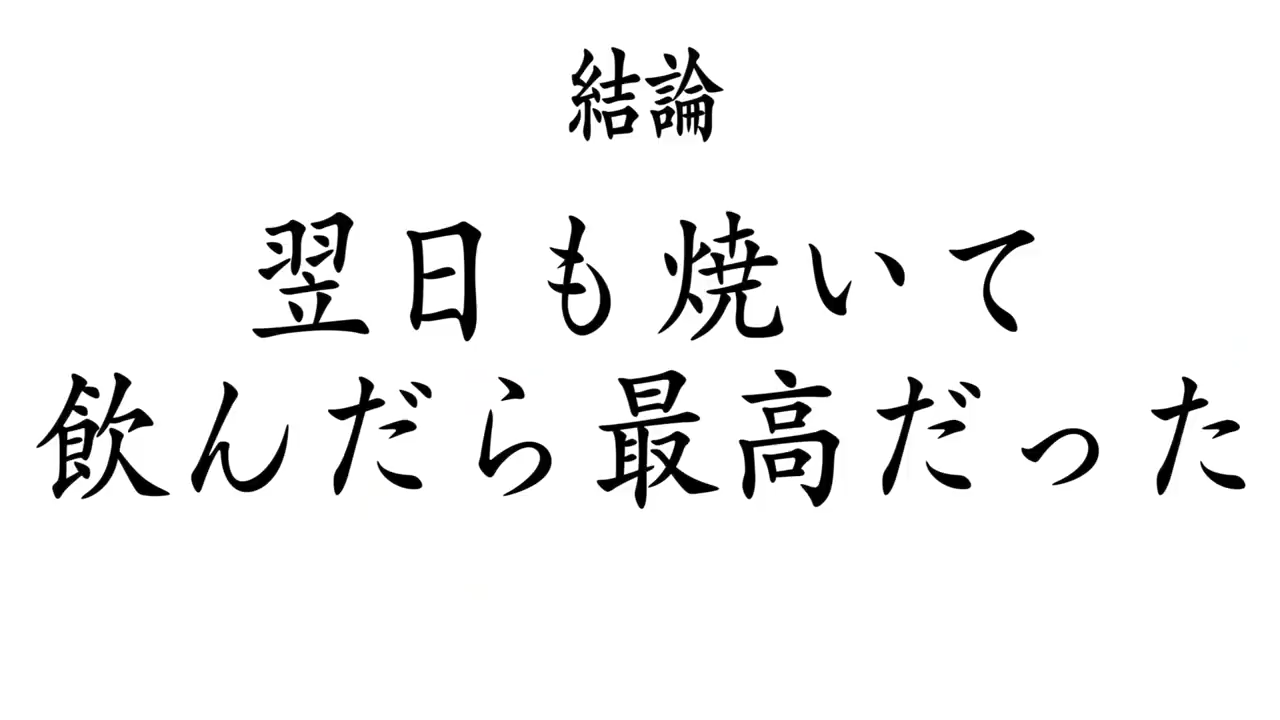 結論
翌日も焼いて
飲んだら最高だった